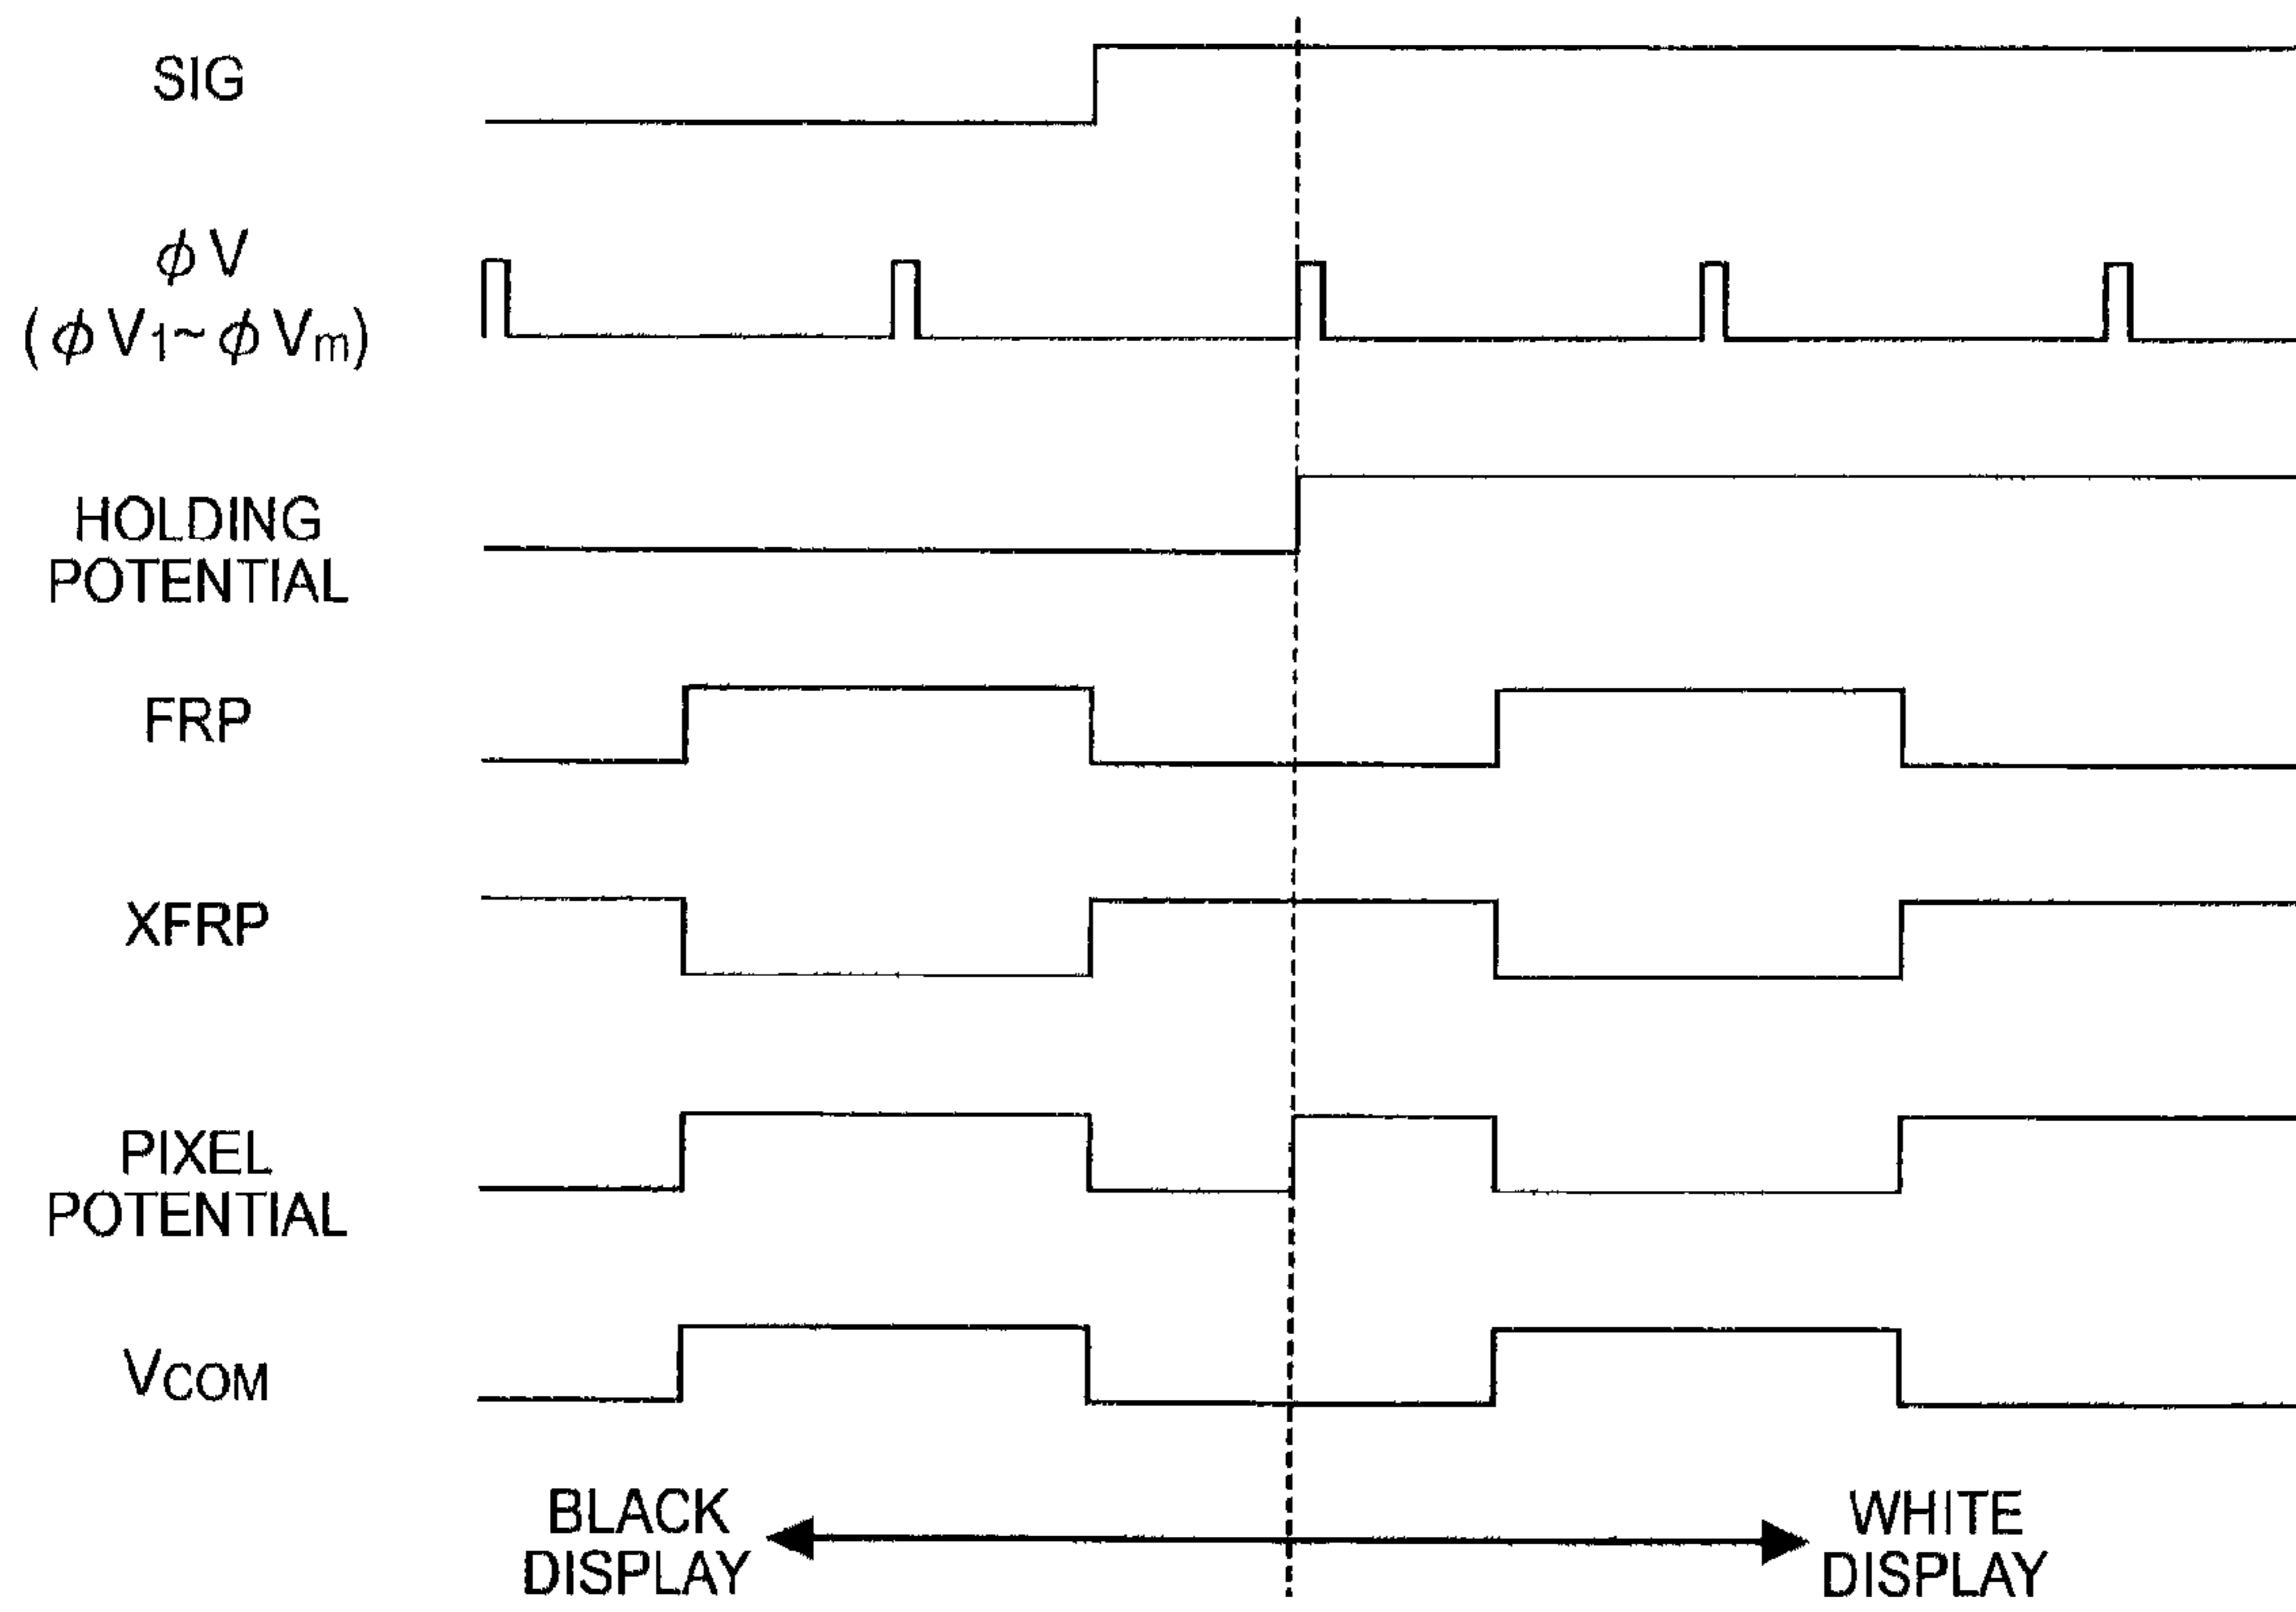 SIG
ϕV
(ϕV1~ϕVm)
HOLDING
POTENTIAL
FRP
XFRP
PIXEL
POTENTIAL
VCOM
BLACK
DISPLAY
WHITE
DISPLAY